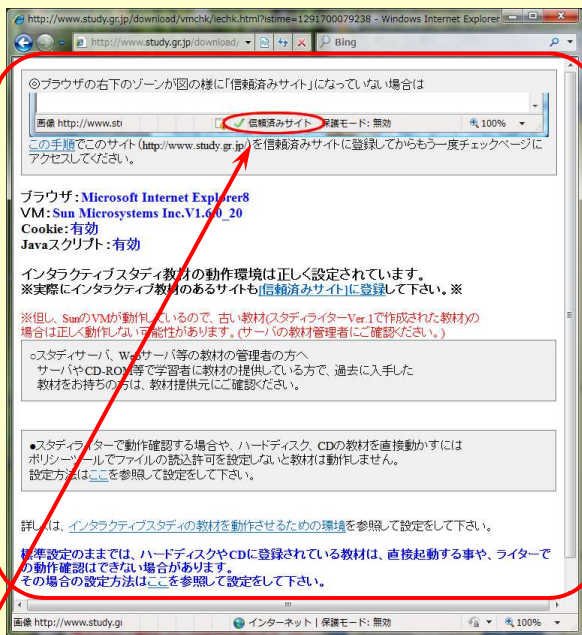 http://www.study.gr.jp/download/vmchk/iechk.html?istime=1291700079238 - Windows Internet Explorer
http://www.study.gr.jp/download/
Bing
◎ブラウザの右下のゾーンが図の様に「信頼済みサイト」になっていない場合は
画像 http://www.stu
信頼済みサイト
保護モード: 無効
100%
この手順でこのサイト(http://www.study.gr.jp/)を信頼済みサイトに登録してからもう一度チェックページに
アクセスしてください。
ブラウザ:Microsoft Internet Explorer8
VM:Sun Microsystems Inc.V1.6.0_20
Cookie:有効
Javaスクリプト:有効
インタラクティブスタディ教材の動作環境は正しく設定されています。
※実際にインタラクティブ教材のあるサイトも[信頼済みサイト]に登録して下さい。※
※但し、SunのVMが動作しているので、古い教材(スタディライターVer.1で作成された教材)の
場合は正しく動作しない可能性があります。(サーバの教材管理者にご確認ください。)
○スタディサーバ、Webサーバ等の教材の管理者の方へ
サーバやCD-ROM等で学習者に教材の提供している方で、過去に入手した
教材をお持ちの方は、教材提供元にご確認ください。
●スタディライターで動作確認する場合や、ハードディスク、CDの教材を直接動かすには
ポリシーツールでファイルの読込許可を設定しないと教材は動作しません。
設定方法はここを参照して設定をして下さい。
詳しくは、インタラクティブスタディの教材を動作させるための環境を参照して設定をして下さい。
標準設定のままでは、ハードディスクやCDに登録されている教材は、直接起動する事や、ライターで
の動作確認はできない場合があります。
その場合の設定方法はここを参照して設定をして下さい。
画像 http://www.study.gi
インターネット | 保護モード: 無効
100%